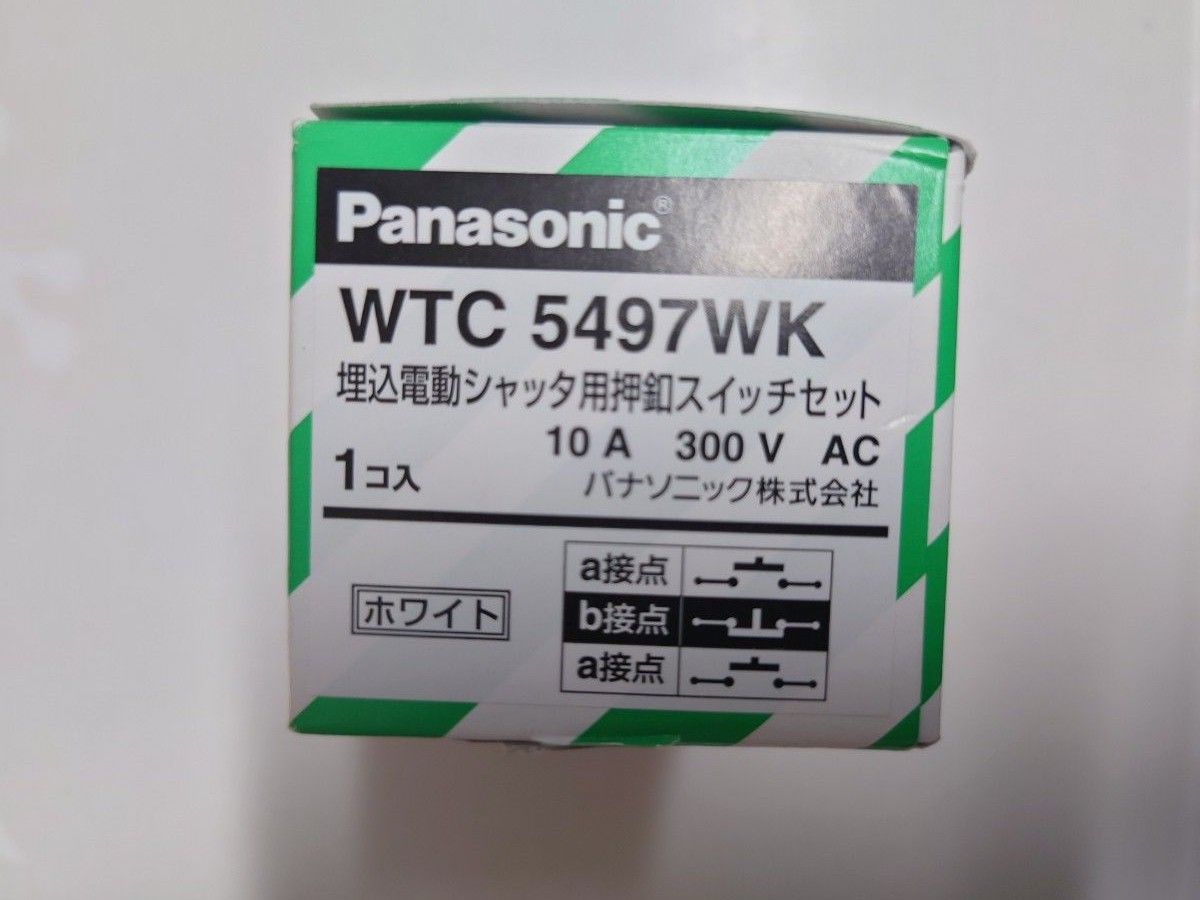 Panasonic®
WTC 5497WK
埋込電動シャッタ用押釦スイッチセット
10 A 300 V AC
1コ入
パナソニック株式会社
ホワイト
a接点
b接点
a接点